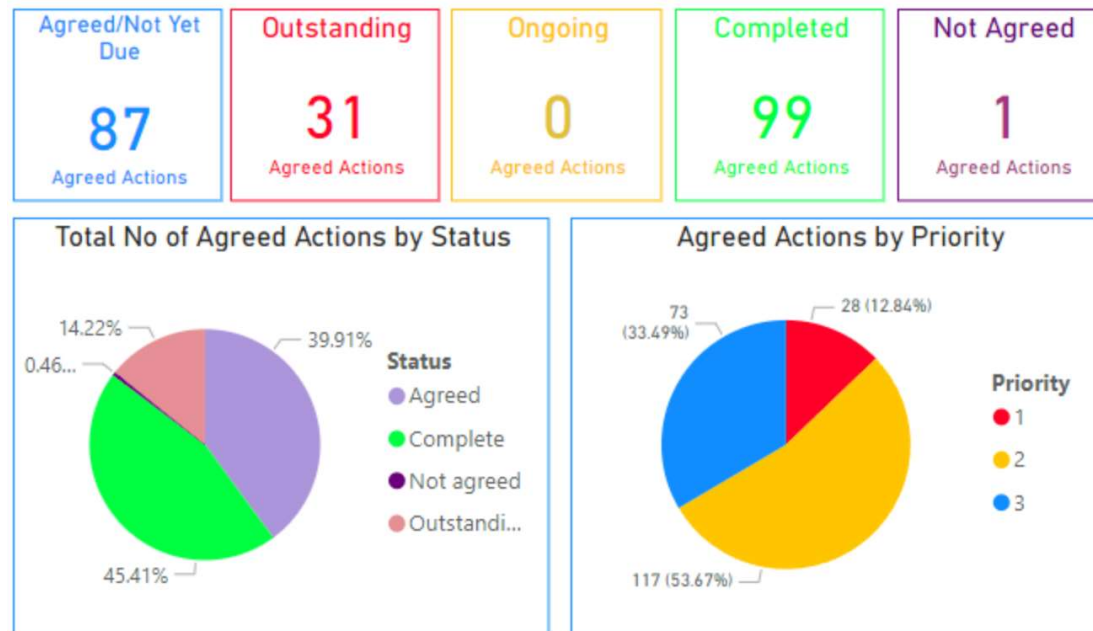 Agreed/Not Yet
Due
87
Agreed Actions
Outstanding
31
Agreed Actions
Ongoing
0
Agreed Actions
Completed
99
Agreed Actions
Not Agreed
1
Agreed Actions
Total No of Agreed Actions by Status
14.22%
0.46...
39.91%
45.41%
Status
Agreed
Complete
Not agreed
Outstandi...
Agreed Actions by Priority
73
(33.49%)
28 (12.84%)
117 (53.67%)
Priority
1
2
3